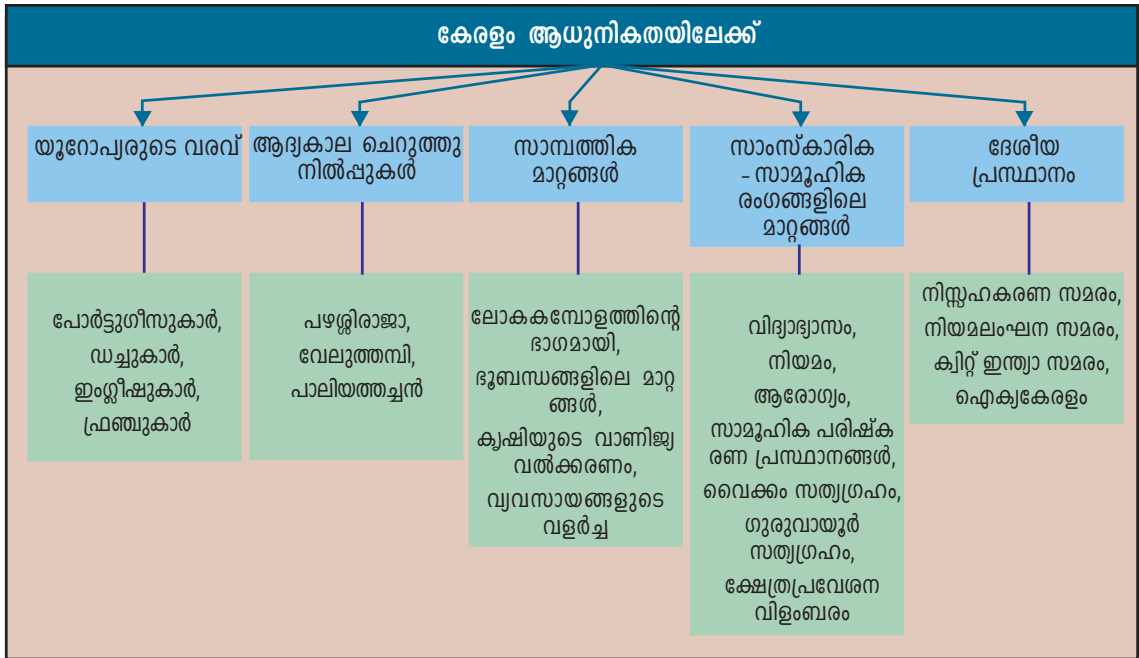 കേരളം ആധുനികതയിലേക്ക്
യൂറോപ്യരുടെ വരവ്
പോർട്ടുഗീസുകാർ,
ഡച്ചുകാർ,
ഇംഗ്ലീഷുകാർ,
ഫ്രഞ്ചുകാർ
ആദ്യകാല ചെറുത്തു
നിൽപ്പുകൾ
പഴശ്ശിരാജാ,
വേലുത്തമ്പി,
പാലിയത്തച്ചൻ
സാമ്പത്തിക
മാറ്റങ്ങൾ
ലോകകമ്പോളത്തിന്റെ
ഭാഗമായി,
ഭൂബന്ധങ്ങളിലെ മാറ്റ
ങ്ങൾ,
കൃഷിയുടെ വാണിജ്യ
വൽക്കരണം,
വ്യവസായങ്ങളുടെ
വളർച്ച
സാംസ്കാരിക
- സാമൂഹിക
രംഗങ്ങളിലെ
മാറ്റങ്ങൾ
വിദ്യാഭ്യാസം,
നിയമം,
ആരോഗ്യം,
സാമൂഹിക പരിഷ്ക
രണ പ്രസ്ഥാനങ്ങൾ,
വൈക്കം സത്യഗ്രഹം,
ഗുരുവായൂർ
സത്യഗ്രഹം,
ക്ഷേത്രപ്രവേശന
വിളംബരം
ദേശീയ
പ്രസ്ഥാനം
നിസ്സഹകരണ സമരം,
നിയമലംഘന സമരം,
ക്വിറ്റ് ഇന്ത്യാ സമരം,
ഐക്യകേരളം